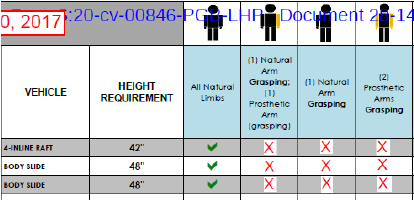 0, 2017
5:20-cv-00846-PGB-LHP Document 28-14
VEHICLE
HEIGHT
REQUIREMENT
All Natural
Limbs
(1) Natural
Arm
Grasping;
(1)
Prosthetic
Arm
(grasping)
(1) Natural
Arm
Grasping
(2)
Prosthetic
Arms
Grasping
4-INLINE RAFT 42"
BODY SLIDE 48"
BODY SLIDE 48"